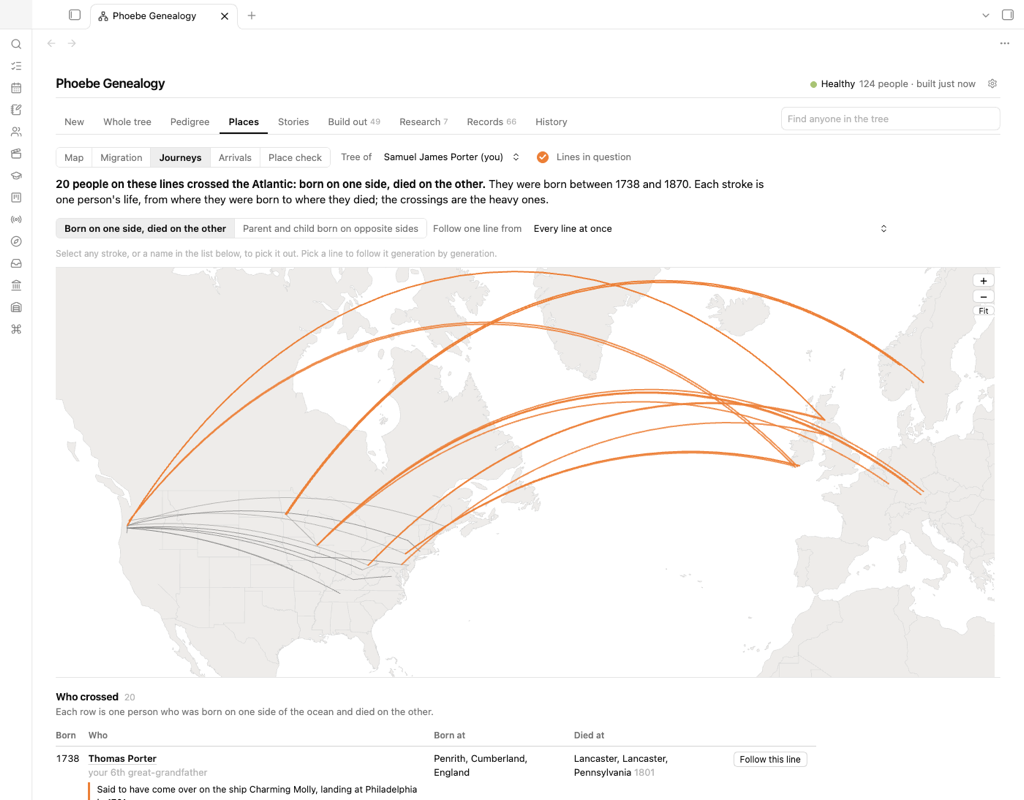 Phoebe Genealogy
Phoebe Genealogy
Healthy 124 people · built just now
New Whole tree Pedigree Places Stories Build out 49 Research 7 Records 66 History
Find anyone in the tree
Map Migration Journeys Arrivals Place check Tree of Samuel James Porter (you) Lines in question
20 people on these lines crossed the Atlantic: born on one side, died on the other. They were born between 1738 and 1870. Each stroke is
one person's life, from where they were born to where they died; the crossings are the heavy ones.
Born on one side, died on the other Parent and child born on opposite sides Follow one line from Every line at once
Select any stroke, or a name in the list below, to pick it out. Pick a line to follow it generation by generation.
+
−
Fit
Who crossed 20
Each row is one person who was born on one side of the ocean and died on the other.
Born Who Born at Died at
1738 Thomas Porter Penrith, Cumberland, Lancaster, Lancaster, Follow this line
your 6th great-grandfather England Pennsylvania 1801
Said to have come over on the ship Charming Molly, landing at Philadelphia